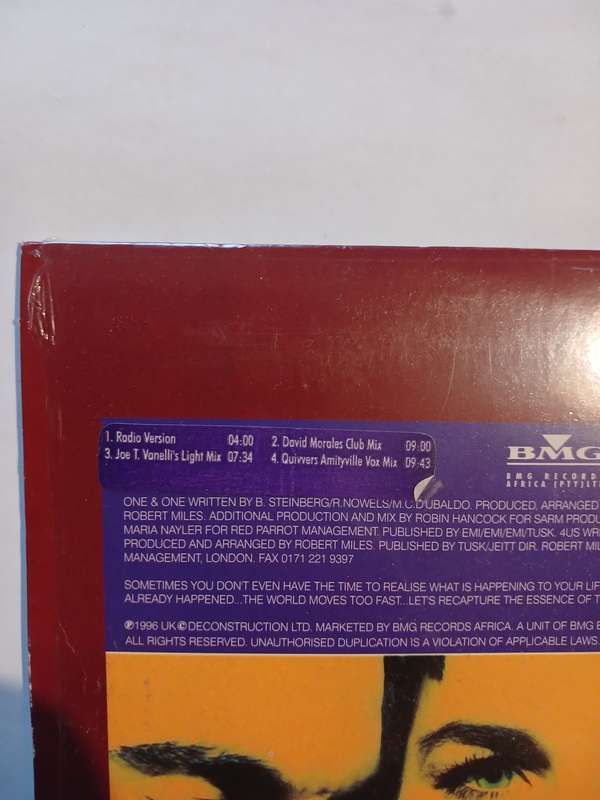 1. Radio Version 04:00 2. David Morales Club Mix 09:00
3. Joe T. Vanelli's Light Mix 07:34 4. Quivvers Amityville Vox Mix 09:43
BMG
BMG RECORDS
AFRICA (PTY)LT
ONE & ONE WRITTEN BY B. STEINBERG/R.NOWELS/M.C.D'UBALDO. PRODUCED, ARRANGED
ROBERT MILES. ADDITIONAL PRODUCTION AND MIX BY ROBIN HANCOCK FOR SARM PRODU
MARIA NAYLER FOR RED PARROT MANAGEMENT. PUBLISHED BY EMI/EMI/EMI/TUSK. 4US WRI
PRODUCED AND ARRANGED BY ROBERT MILES. PUBLISHED BY TUSK/JEITT DIR. ROBERT MIL
MANAGEMENT, LONDON. FAX 0171 221 9397
SOMETIMES YOU DON'T EVEN HAVE THE TIME TO REALISE WHAT IS HAPPENING TO YOUR LIF
ALREADY HAPPENED...THE WORLD MOVES TOO FAST...LET'S RECAPTURE THE ESSENCE OF T
℗1996 UK©DECONSTRUCTION LTD. MARKETED BY BMG RECORDS AFRICA. A UNIT OF BMG E
ALL RIGHTS RESERVED. UNAUTHORISED DUPLICATION IS A VIOLATION OF APPLICABLE LAWS.